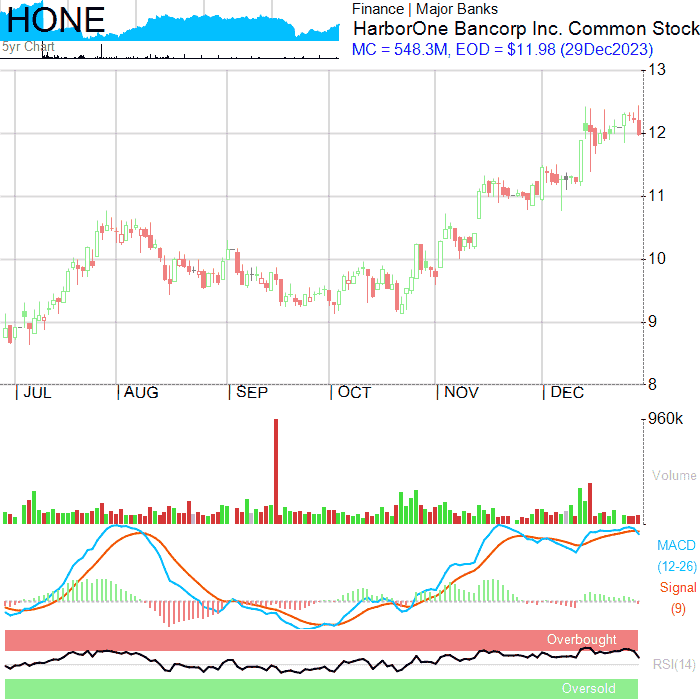 HONE
5yr Chart
Finance | Major Banks
HarborOne Bancorp Inc. Common Stock
MC = 548.3M, EOD = $11.98 (29Dec2023)
13
12
11
10
9
8
JUL AUG SEP OCT NOV DEC
960k
Volume
MACD
(12-26)
Signal
(9)
Overbought
RSI(14)
Oversold